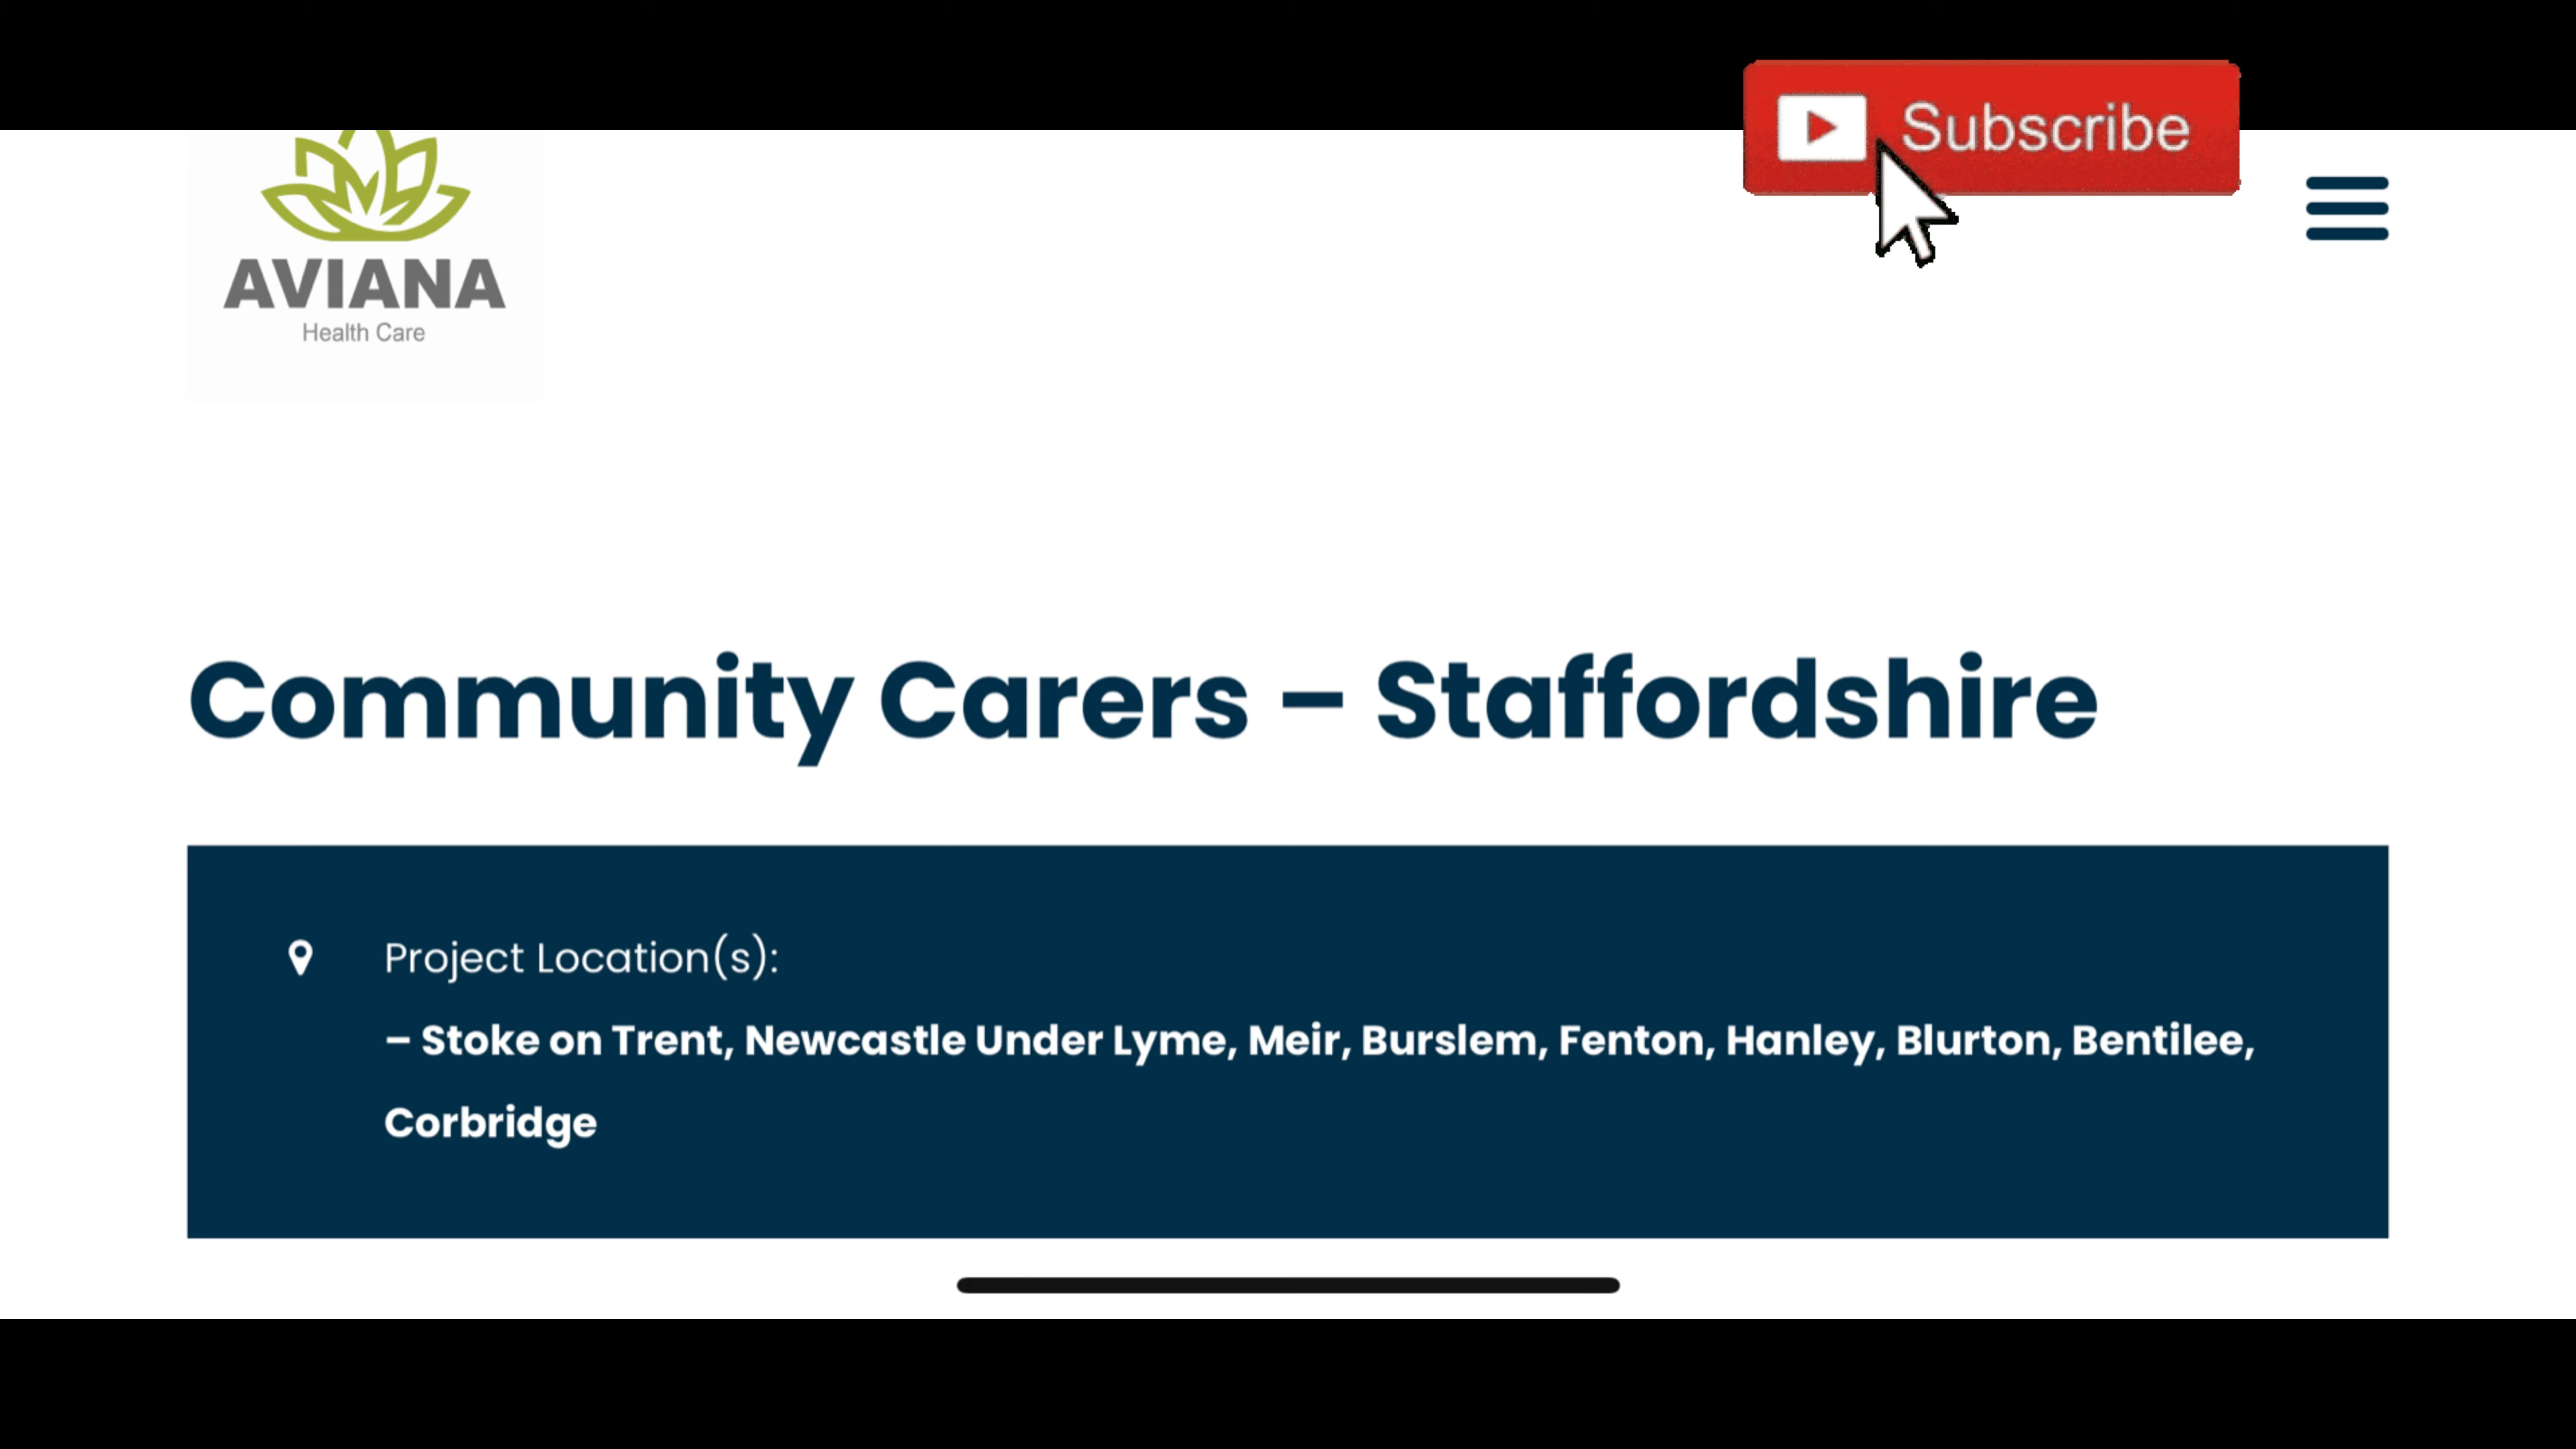 Subscribe
AVIANA
Health Care
Community Carers – Staffordshire
Project Location(s):
– Stoke on Trent, Newcastle Under Lyme, Meir, Burslem, Fenton, Hanley, Blurton, Bentilee,
Corbridge